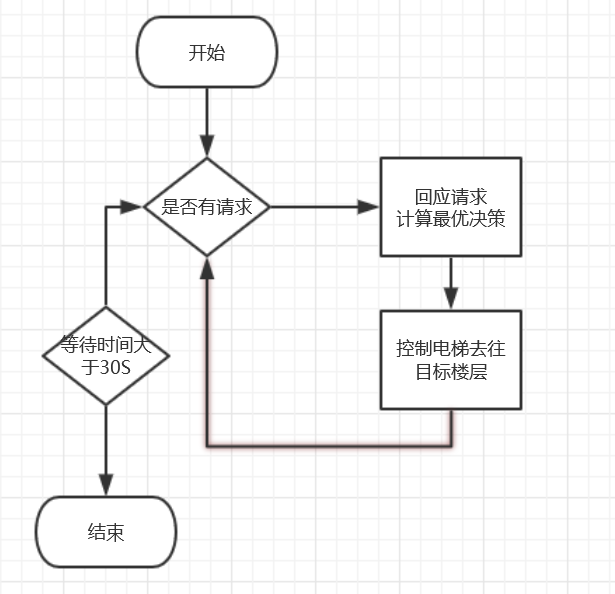 开始
是否有请求
回应请求
计算最优决策
等待时间大
于30S
控制电梯去往
目标楼层
结束